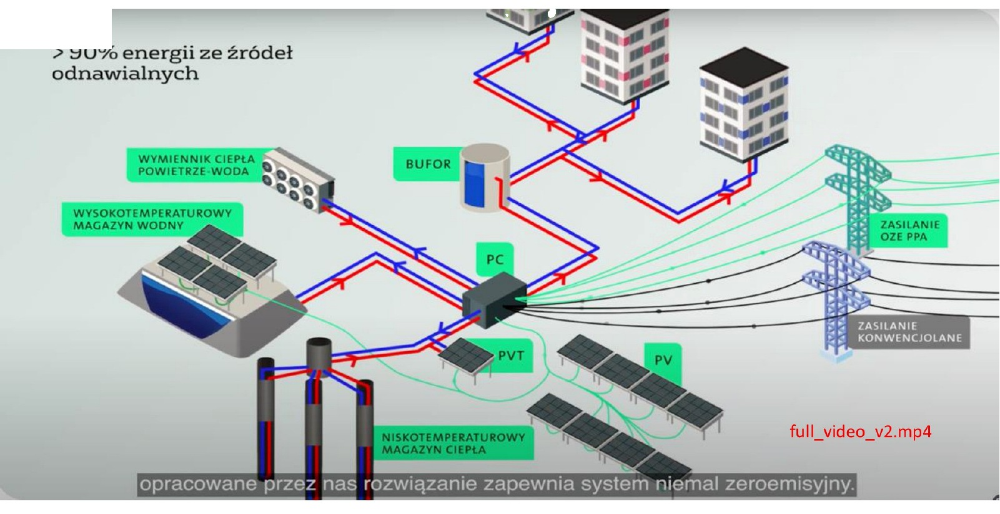 > 90% energii ze źródeł
odnawialnych
WYMIENNIK CIEPŁA
POWIETRZE-WODA
BUFOR
WYSOKOTEMPERATUROWY
MAGAZYN WODNY
ZASILANIE
OZE PPA
PC
ZASILANIE
KONWENCJOLANE
PVT
PV
NISKOTEMPERATUROWY
MAGAZYN CIEPŁA
full_video_v2.mp4
opracowane przez nas rozwiązanie zapewnia system niemal zeroemisyjny.